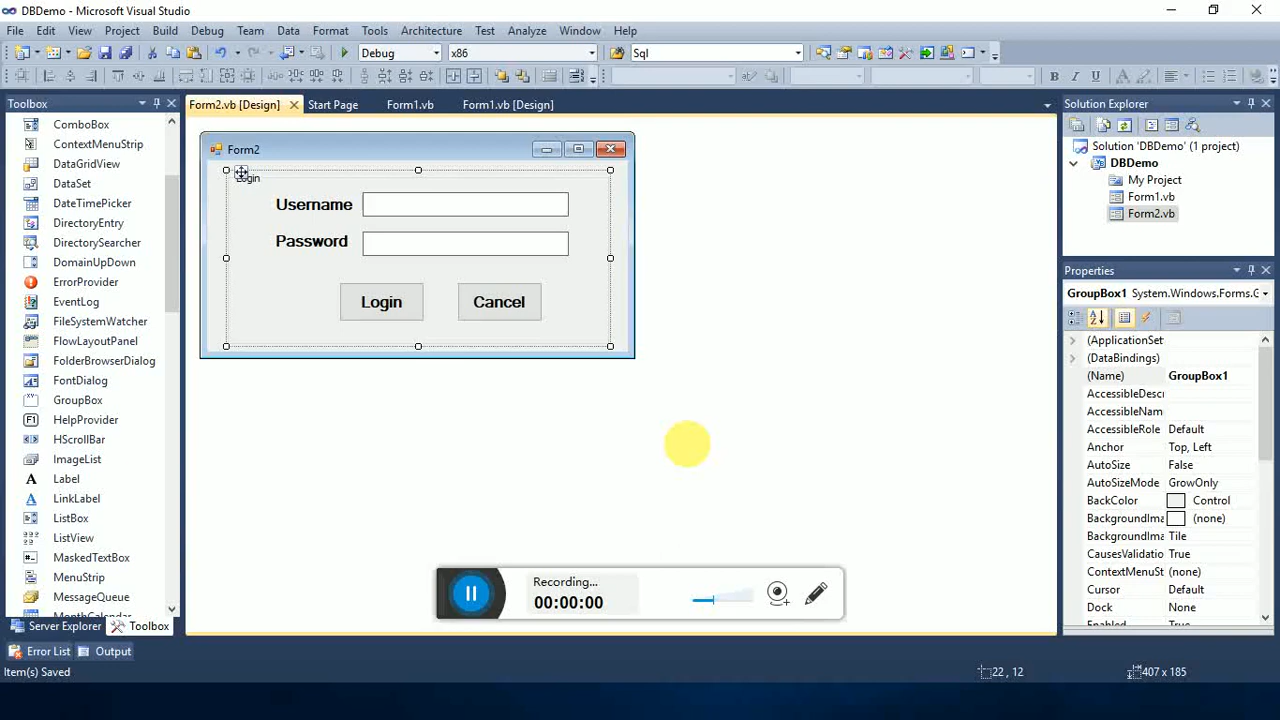 DBDemo - Microsoft Visual Studio
File Edit View Project Build Debug Team Data Format Tools Architecture Test Analyze Window Help
Debug x86 Sql
Toolbox
ComboBox
ContextMenuStrip
DataGridView
DataSet
DateTimePicker
DirectoryEntry
DirectorySearcher
DomainUpDown
ErrorProvider
EventLog
FileSystemWatcher
FlowLayoutPanel
FolderBrowserDialog
FontDialog
GroupBox
HelpProvider
HScrollBar
ImageList
Label
LinkLabel
ListBox
ListView
MaskedTextBox
MenuStrip
MessageQueue
MonthCalendar
Server Explorer Toolbox
Form2.vb [Design] Start Page Form1.vb Form1.vb [Design]
Form2
Login
Username
Password
Login Cancel
Recording...
00:00:00
Solution Explorer
Solution 'DBDemo' (1 project)
DBDemo
My Project
Form1.vb
Form2.vb
Properties
GroupBox1 System.Windows.Forms.G
(ApplicationSet
(DataBindings)
(Name) GroupBox1
AccessibleDescr
AccessibleNam
AccessibleRole Default
Anchor Top, Left
AutoSize False
AutoSizeMode GrowOnly
BackColor Control
BackgroundIma (none)
BackgroundIma Tile
CausesValidatio True
ContextMenuSt (none)
Cursor Default
Dock None
Enabled True
Error List Output
Item(s) Saved 22 , 12 407 x 185